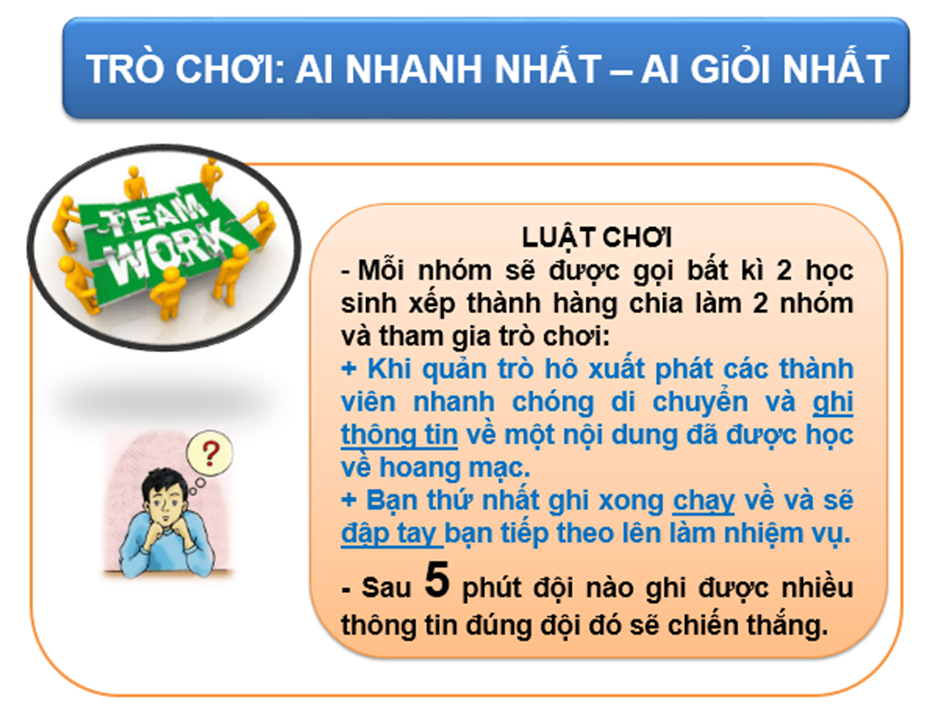 TRÒ CHƠI: AI NHANH NHẤT – AI GiỎI NHẤT
TEAM
WORK
LUẬT CHƠI
- Mỗi nhóm sẽ được gọi bất kì 2 học
sinh xếp thành hàng chia làm 2 nhóm
và tham gia trò chơi:
+ Khi quản trò hô xuất phát các thành
viên nhanh chóng di chuyển và ghi
thông tin về một nội dung đã được học
về hoang mạc.
+ Bạn thứ nhất ghi xong chạy về và sẽ
đập tay bạn tiếp theo lên làm nhiệm vụ.
- Sau 5 phút đội nào ghi được nhiều
thông tin đúng đội đó sẽ chiến thắng.
?